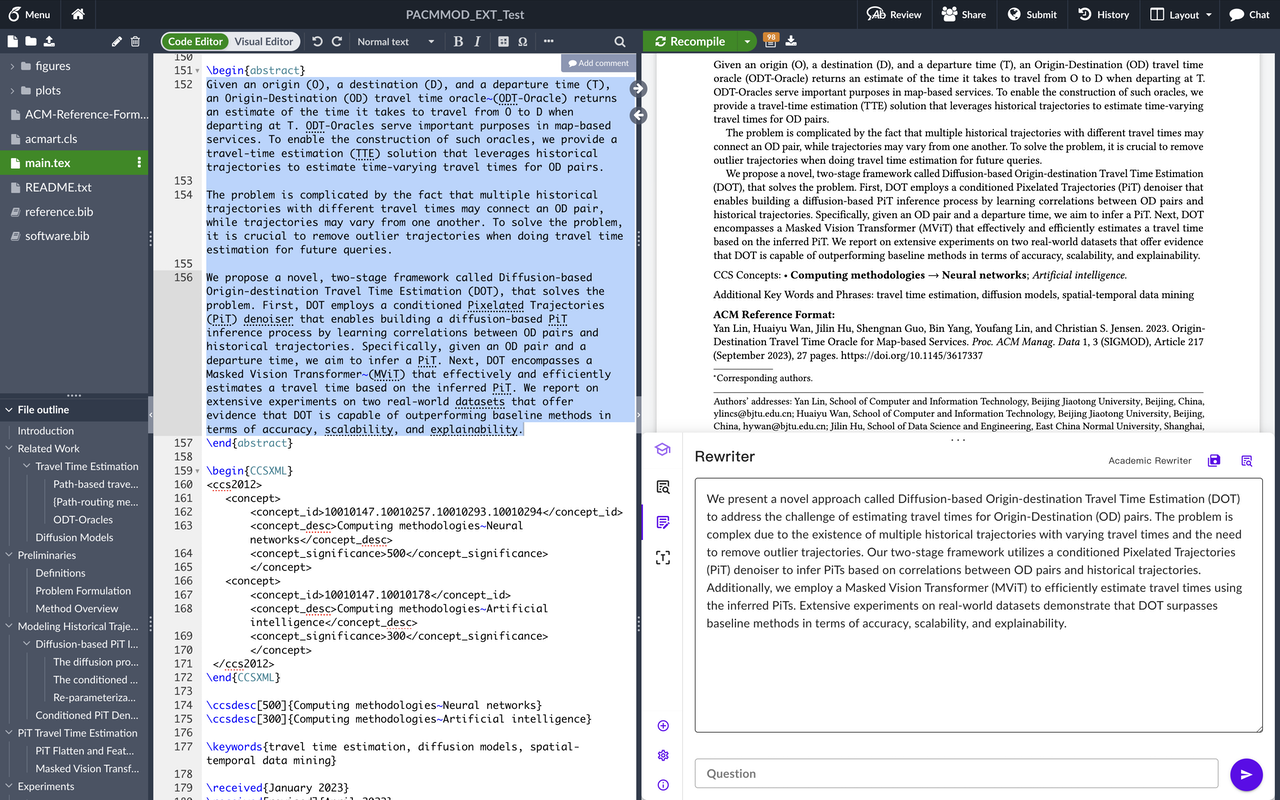 Menu
PACMMOD_EXT_Test
Review
Share
Submit
History
Layout
Chat
Code Editor
Visual Editor
Normal text
B
I
Ω
Recompile
98
figures
plots
ACM-Reference-Form...
acmart.cls
main.tex
README.txt
reference.bib
software.bib
File outline
Introduction
Related Work
Travel Time Estimation
Path-based trave...
[Path-routing me...
ODT-Oracles
Diffusion Models
Preliminaries
Definitions
Problem Formulation
Method Overview
Modeling Historical Traje...
Diffusion-based PiT I...
The diffusion pro...
The conditioned ...
Re-parameteriza...
Conditioned PiT Den...
PiT Travel Time Estimation
PiT Flatten and Feat...
Masked Vision Transf...
Experiments
150
Add comment
151 \begin{abstract}
152 Given an origin (O), a destination (D), and a departure time (T),
an Origin-Destination (OD) travel time oracle~(ODT-Oracle) returns
an estimate of the time it takes to travel from O to D when
departing at T. ODT-Oracles serve important purposes in map-based
services. To enable the construction of such oracles, we provide a
travel-time estimation (TTE) solution that leverages historical
trajectories to estimate time-varying travel times for OD pairs.
153
154 The problem is complicated by the fact that multiple historical
trajectories with different travel times may connect an OD pair,
while trajectories may vary from one another. To solve the problem,
it is crucial to remove outlier trajectories when doing travel time
estimation for future queries.
155
156 We propose a novel, two-stage framework called Diffusion-based
Origin-destination Travel Time Estimation (DOT), that solves the
problem. First, DOT employs a conditioned Pixelated Trajectories
(PiT) denoiser that enables building a diffusion-based PiT
inference process by learning correlations between OD pairs and
historical trajectories. Specifically, given an OD pair and a
departure time, we aim to infer a PiT. Next, DOT encompasses a
Masked Vision Transformer~(MViT) that effectively and efficiently
estimates a travel time based on the inferred PiT. We report on
extensive experiments on two real-world datasets that offer
evidence that DOT is capable of outperforming baseline methods in
terms of accuracy, scalability, and explainability.
157 \end{abstract}
158
159 \begin{CCSXML}
160 <ccs2012>
161 <concept>
162 <concept_id>10010147.10010257.10010293.10010294</concept_id>
163 <concept_desc>Computing methodologies~Neural
networks</concept_desc>
164 <concept_significance>500</concept_significance>
165 </concept>
166 <concept>
167 <concept_id>10010147.10010178</concept_id>
168 <concept_desc>Computing methodologies~Artificial
intelligence</concept_desc>
169 <concept_significance>300</concept_significance>
170 </concept>
171 </ccs2012>
172 \end{CCSXML}
173
174 \ccsdesc[500]{Computing methodologies~Neural networks}
175 \ccsdesc[300]{Computing methodologies~Artificial intelligence}
176
177 \keywords{travel time estimation, diffusion models, spatial-
temporal data mining}
178
179 \received{January 2023}
Given an origin (O), a destination (D), and a departure time (T), an Origin-Destination (OD) travel time
oracle (ODT-Oracle) returns an estimate of the time it takes to travel from O to D when departing at T.
ODT-Oracles serve important purposes in map-based services. To enable the construction of such oracles, we
provide a travel-time estimation (TTE) solution that leverages historical trajectories to estimate time-varying
travel times for OD pairs.
The problem is complicated by the fact that multiple historical trajectories with different travel times may
connect an OD pair, while trajectories may vary from one another. To solve the problem, it is crucial to remove
outlier trajectories when doing travel time estimation for future queries.
We propose a novel, two-stage framework called Diffusion-based Origin-destination Travel Time Estimation
(DOT), that solves the problem. First, DOT employs a conditioned Pixelated Trajectories (PiT) denoiser that
enables building a diffusion-based PiT inference process by learning correlations between OD pairs and
historical trajectories. Specifically, given an OD pair and a departure time, we aim to infer a PiT. Next, DOT
encompasses a Masked Vision Transformer (MViT) that effectively and efficiently estimates a travel time
based on the inferred PiT. We report on extensive experiments on two real-world datasets that offer evidence
that DOT is capable of outperforming baseline methods in terms of accuracy, scalability, and explainability.
CCS Concepts: • Computing methodologies → Neural networks; Artificial intelligence.
Additional Key Words and Phrases: travel time estimation, diffusion models, spatial-temporal data mining
ACM Reference Format:
Yan Lin, Huaiyu Wan, Jilin Hu, Shengnan Guo, Bin Yang, Youfang Lin, and Christian S. Jensen. 2023. Origin-
Destination Travel Time Oracle for Map-based Services. Proc. ACM Manag. Data 1, 3 (SIGMOD), Article 217
(September 2023), 27 pages. https://doi.org/10.1145/3617337
*Corresponding authors.
Authors' addresses: Yan Lin, School of Computer and Information Technology, Beijing Jiaotong University, Beijing, China,
ylincs@bjtu.edu.cn; Huaiyu Wan, School of Computer and Information Technology, Beijing Jiaotong University, Beijing,
China, hywan@bjtu.edu.cn; Jilin Hu, School of Data Science and Engineering, East China Normal University, Shanghai,
Rewriter
Academic Rewriter
We present a novel approach called Diffusion-based Origin-destination Travel Time Estimation (DOT)
to address the challenge of estimating travel times for Origin-Destination (OD) pairs. The problem is
complex due to the existence of multiple historical trajectories with varying travel times and the need
to remove outlier trajectories. Our two-stage framework utilizes a conditioned Pixelated Trajectories
(PiT) denoiser to infer PiTs based on correlations between OD pairs and historical trajectories.
Additionally, we employ a Masked Vision Transformer (MViT) to efficiently estimate travel times using
the inferred PiTs. Extensive experiments on real-world datasets demonstrate that DOT surpasses
baseline methods in terms of accuracy, scalability, and explainability.
Question